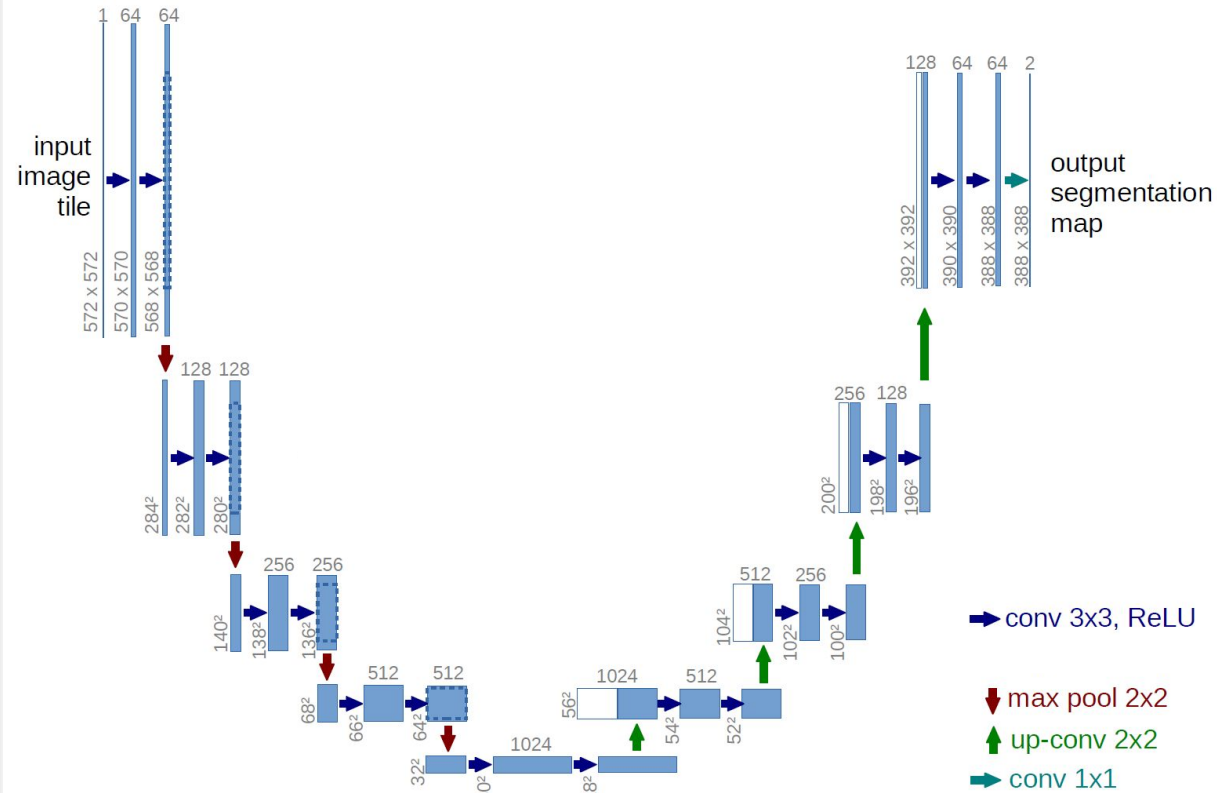 1 64 64
input
image
tile
572 x 572
570 x 570
568 x 568
128 128
284²
282²
280²
256 256
140²
138²
136²
512 512
68²
66²
64²
1024
32²
0²
8²
1024 512
56²
54²
52²
512 256
104²
102²
100²
256 128
200²
198²
196²
128 64 64 2
392 x 392
390 x 390
388 x 388
388 x 388
output
segmentation
map
conv 3x3, ReLU
max pool 2x2
up-conv 2x2
conv 1x1